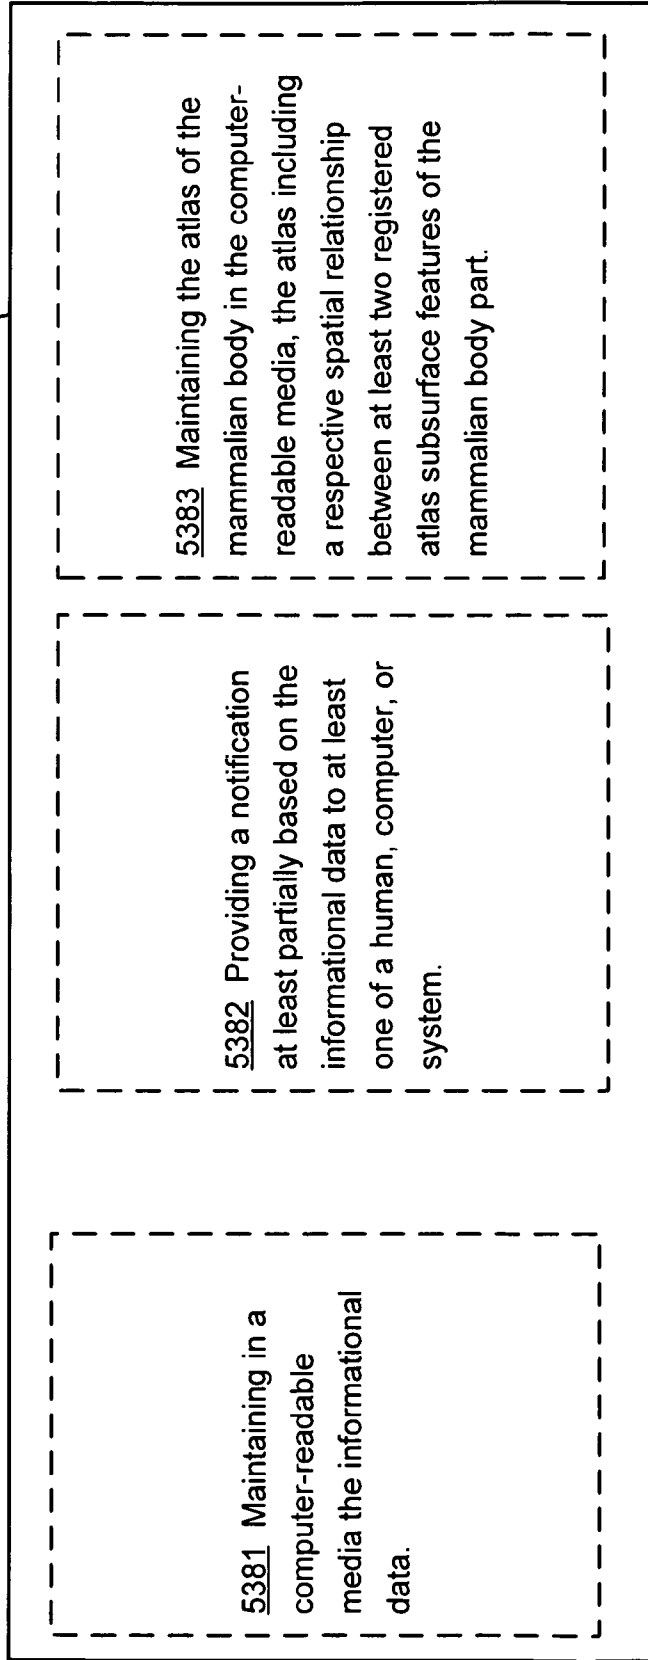 5381 Maintaining in a
computer-readable
media the informational
data.
5382 Providing a notification
at least partially based on the
informational data to at least
one of a human, computer, or
system.
5383 Maintaining the atlas of the
mammalian body in the computer-
readable media, the atlas including
a respective spatial relationship
between at least two registered
atlas subsurface features of the
mammalian body part.